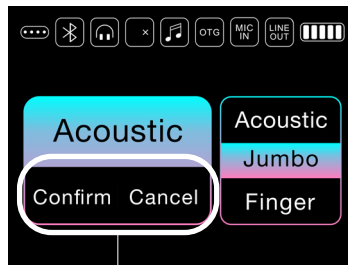 × OTG MIC IN LINE OUT
Acoustic
Confirm Cancel
Acoustic
Jumbo
Finger